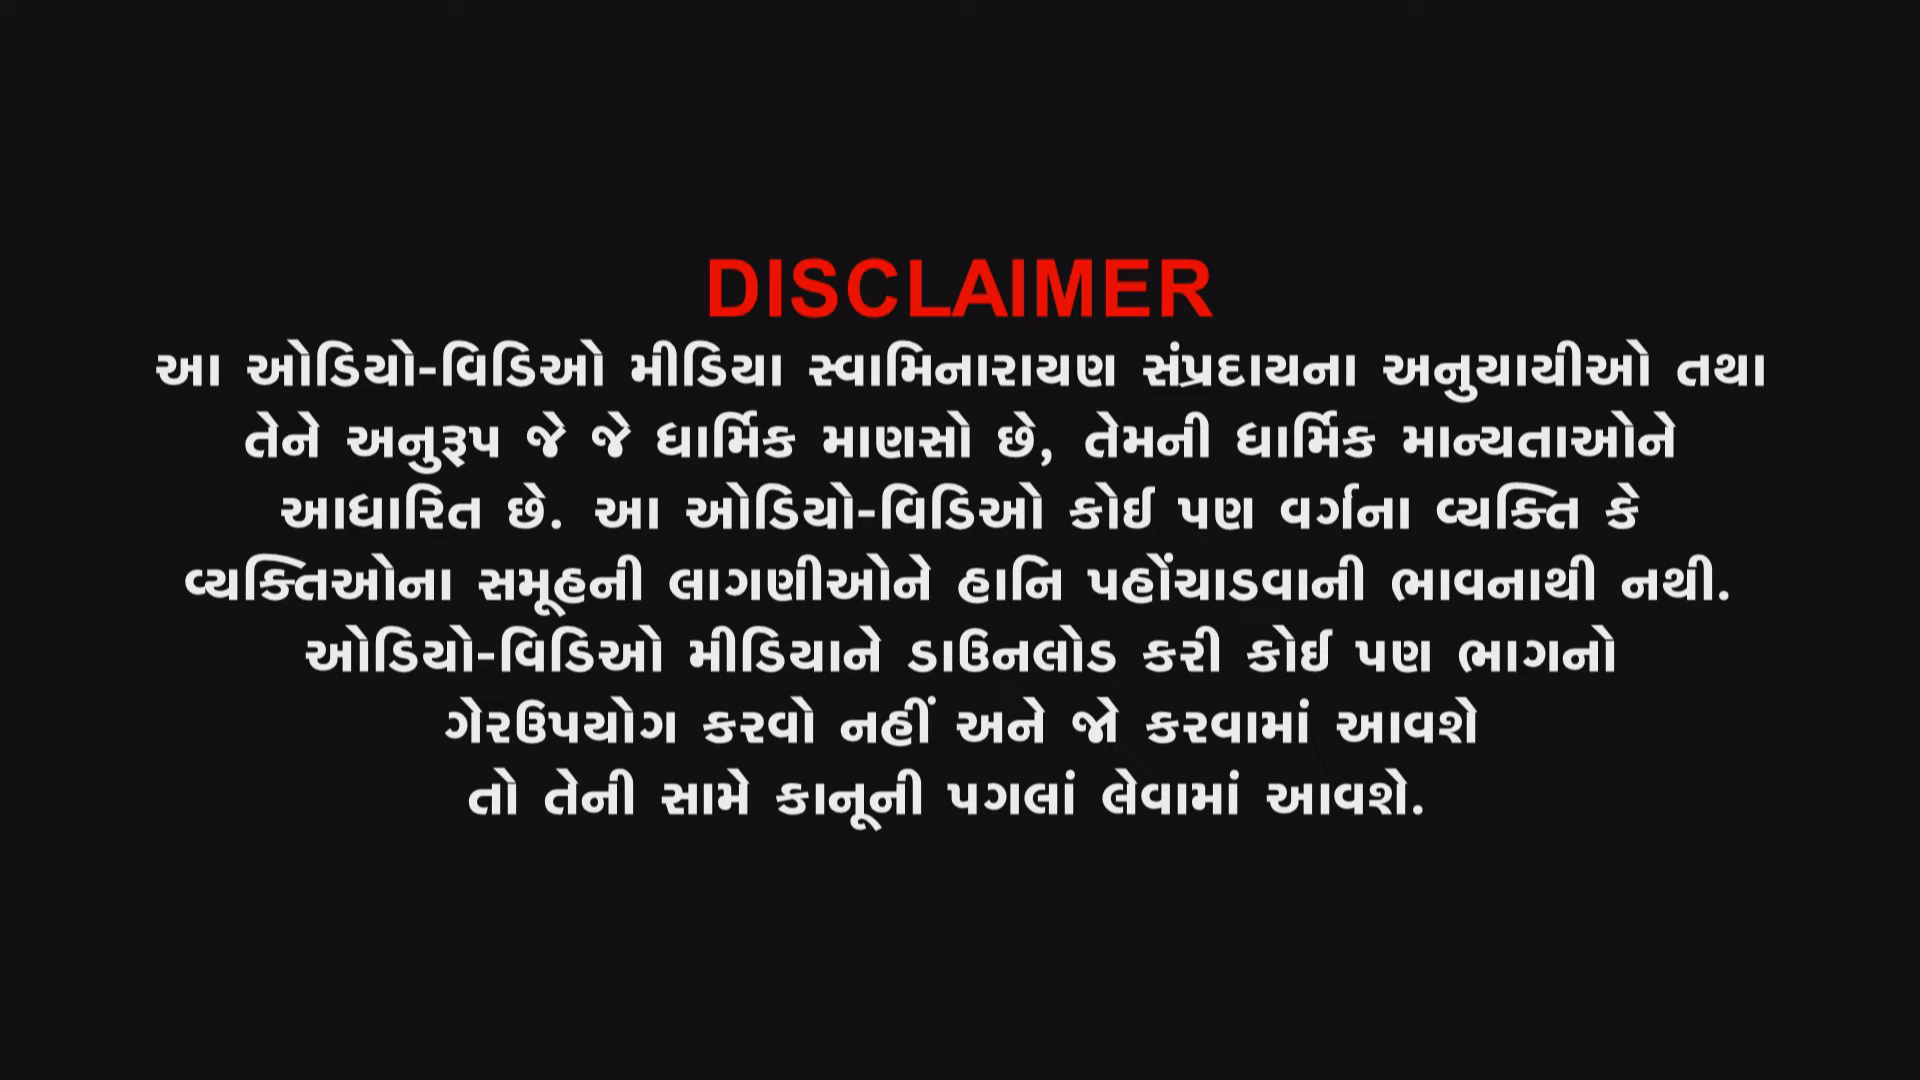 DISCLAIMER
આ ઓડિયો-વિડિઓ મીડિયા સ્વામિનારાયણ સંપ્રદાયના અનુયાયીઓ તથા
તેને અનુરૂપ જે જે ધાર્મિક માણસો છે, તેમની ધાર્મિક માન્યતાઓને
આધારિત છે. આ ઓડિયો-વિડિઓ કોઈ પણ વર્ગના વ્યક્તિ કે
વ્યક્તિઓના સમૂહની લાગણીઓને હાનિ પહોંચાડવાની ભાવનાથી નથી.
ઓડિયો-વિડિઓ મીડિયાને ડાઉનલોડ કરી કોઈ પણ ભાગનો
ગેરઉપયોગ કરવો નહીં અને જો કરવામાં આવશે
તો તેની સામે કાનૂની પગલાં લેવામાં આવશે.